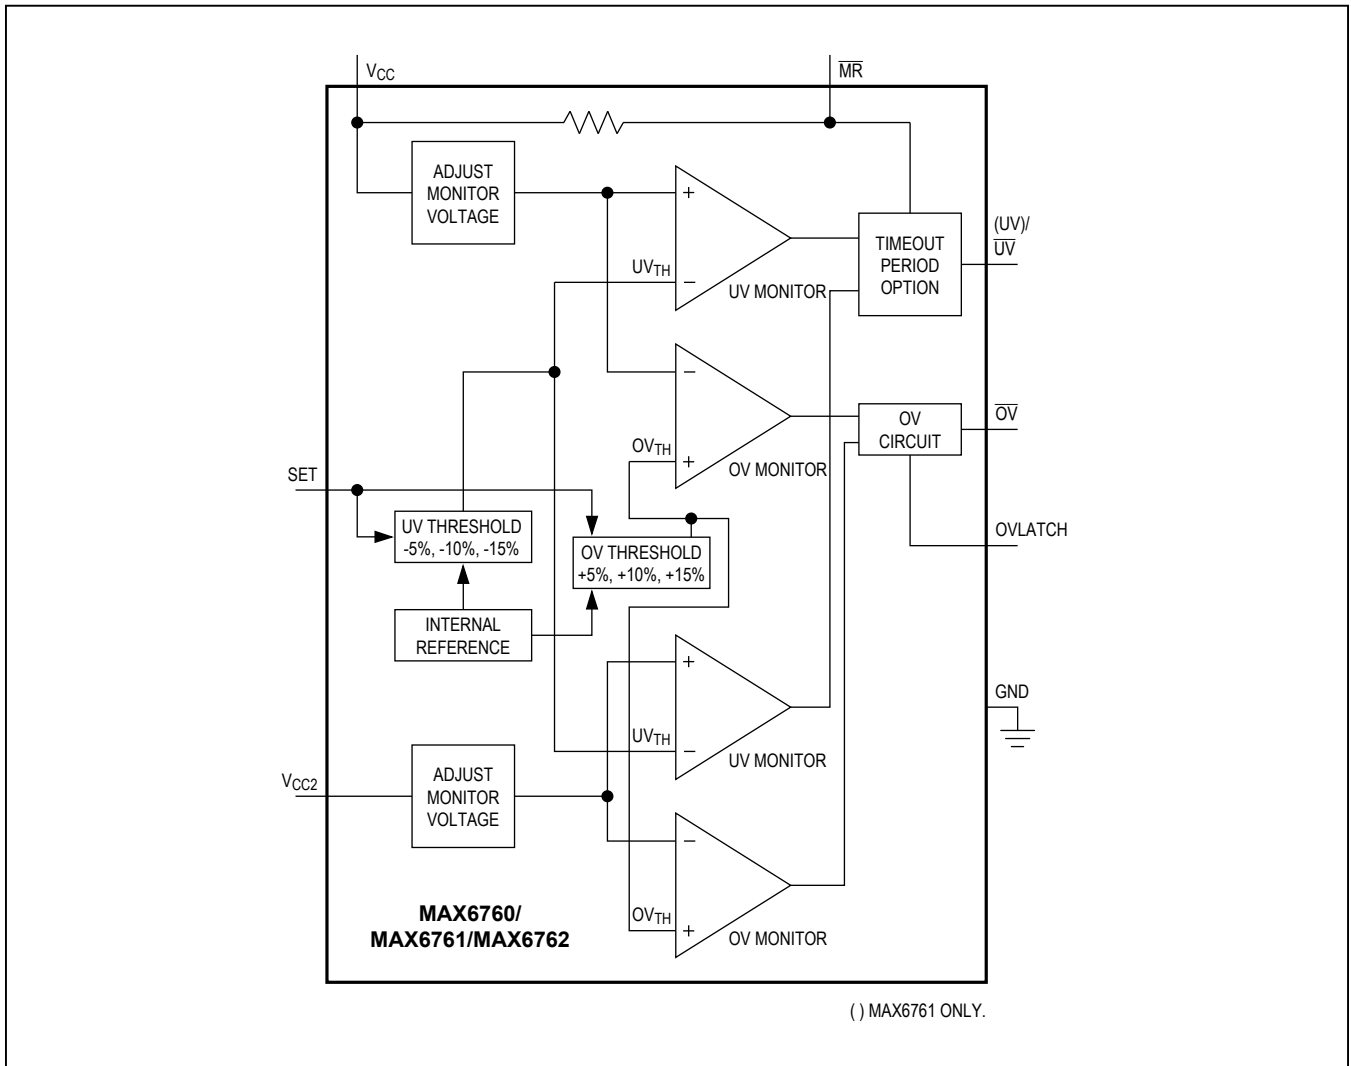 VCC
MR
ADJUST
MONITOR
VOLTAGE
+
UVTH
−
UV MONITOR
TIMEOUT
PERIOD
OPTION
(UV)/
UV
−
OVTH
+
OV MONITOR
OV
CIRCUIT
OV
OVLATCH
SET
UV THRESHOLD
-5%, -10%, -15%
OV THRESHOLD
+5%, +10%, +15%
INTERNAL
REFERENCE
+
UVTH
−
UV MONITOR
GND
VCC2
ADJUST
MONITOR
VOLTAGE
−
OVTH
+
OV MONITOR
MAX6760/
MAX6761/MAX6762
( ) MAX6761 ONLY.